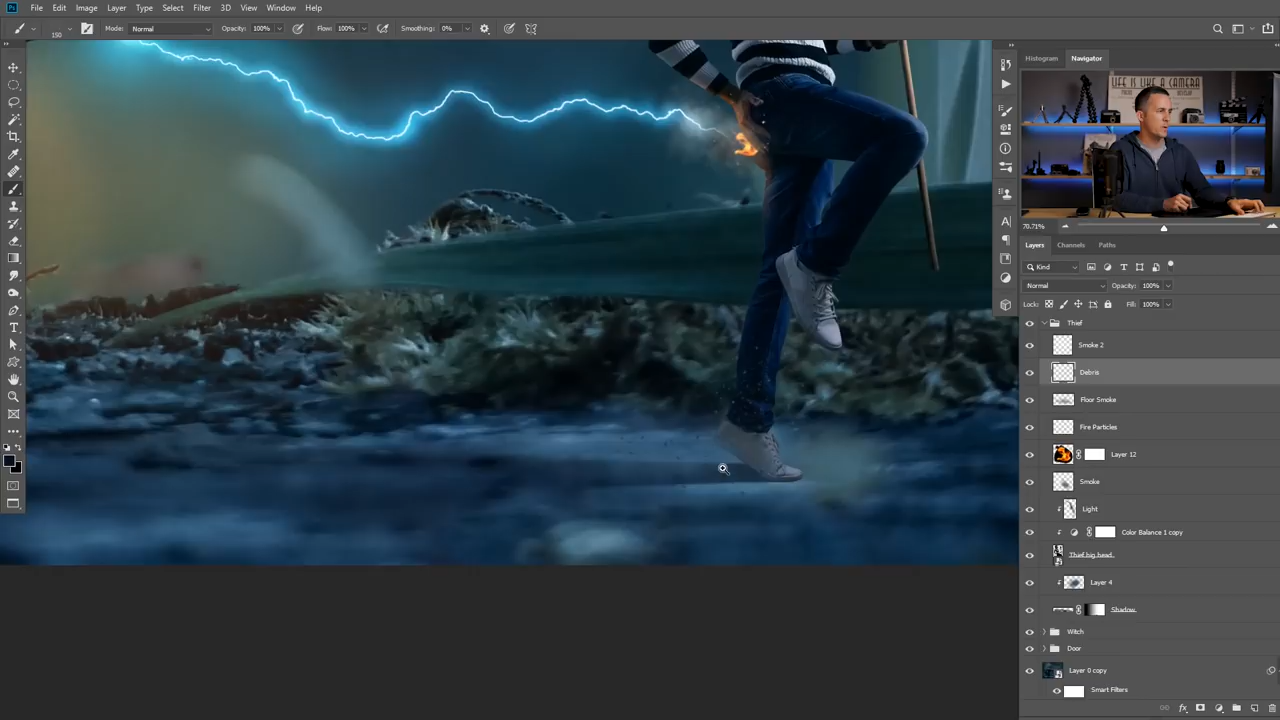 Ps File Edit Image Layer Type Select Filter 3D View Window Help
150 Mode: Normal Opacity: 100% Flow: 100% Smoothing: 0%
Histogram Navigator
LIFE IS LIKE A CAMERA
70.71%
Layers Channels Paths
Kind
Normal Opacity: 100%
Lock: Fill: 100%
Thief
Smoke 2
Debris
Floor Smoke
Fire Particles
Layer 12
Smoke
Light
Color Balance 1 copy
Thief big head
Layer 4
Shadow
Witch
Door
Layer 0 copy
Smart Filters